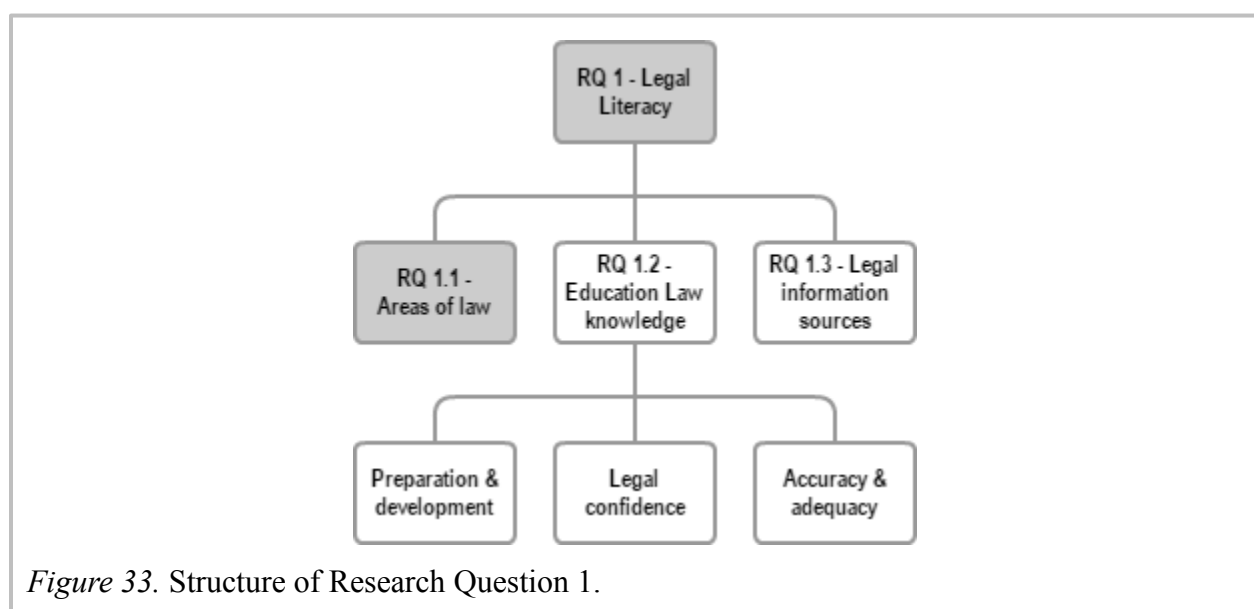 RQ 1 - Legal
Literacy
RQ 1.1 -
Areas of law
RQ 1.2 -
Education Law
knowledge
RQ 1.3 - Legal
information
sources
Preparation &
development
Legal
confidence
Accuracy &
adequacy
Figure 33. Structure of Research Question 1.